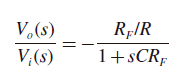 V_o(s)/V_i(s) = − (R_F/R)/(1 + sCR_F)